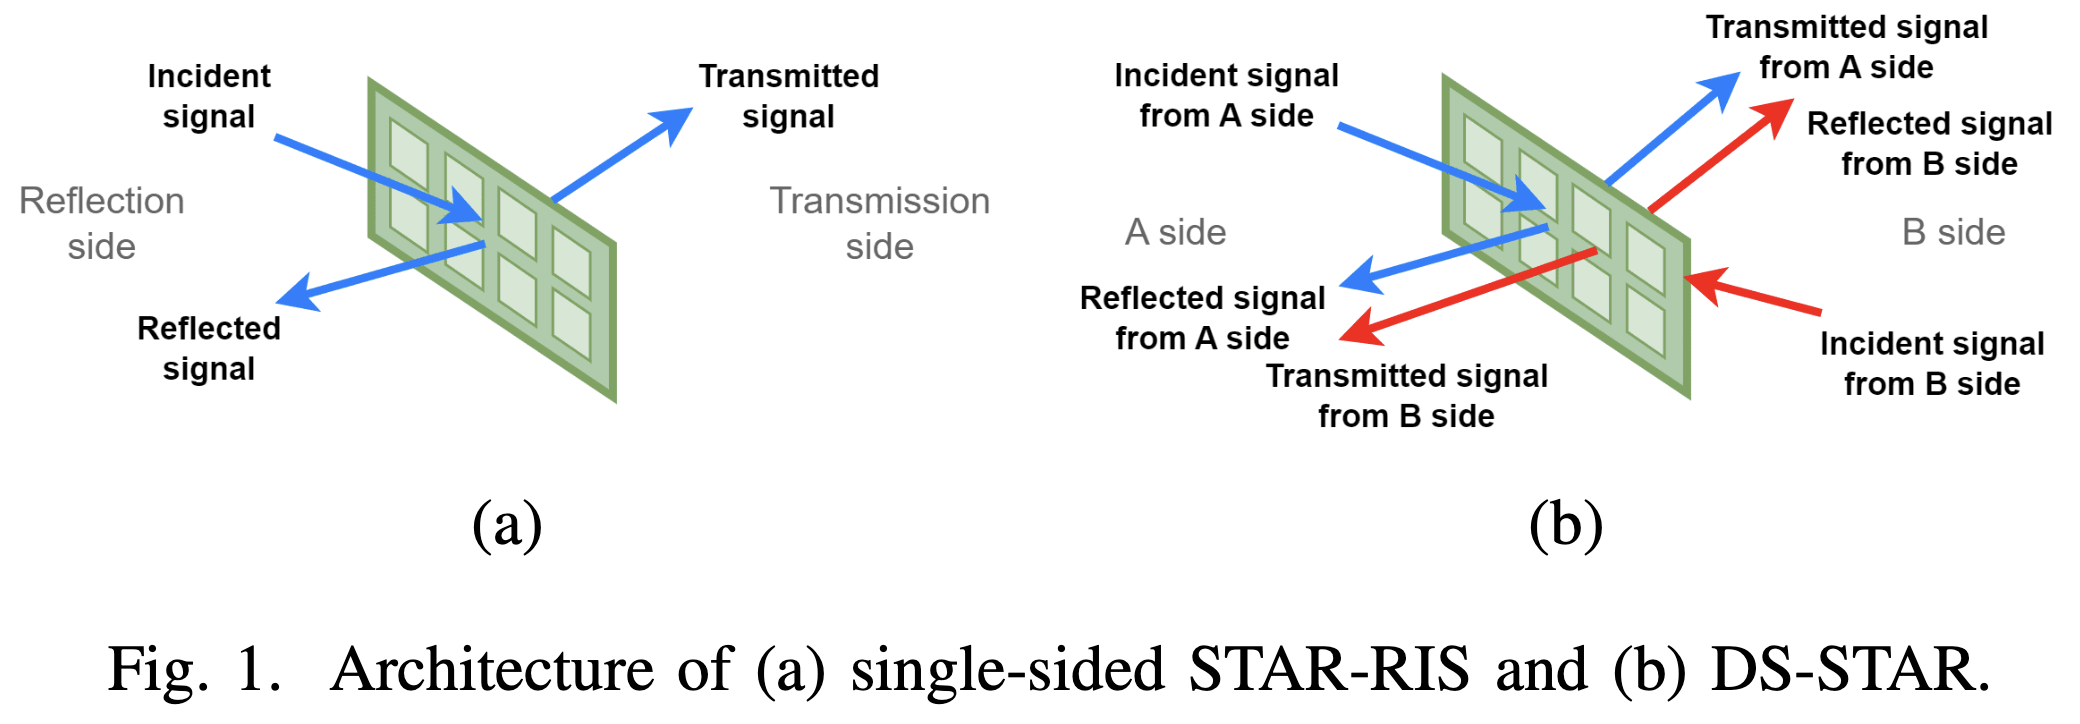 Incident
signal
Transmitted
signal
Reflection
side
Transmission
side
Reflected
signal
(a)
Transmitted signal
from A side
Incident signal
from A side
Reflected signal
from B side
A side
B side
Reflected signal
from A side
Incident signal
from B side
Transmitted signal
from B side
(b)
Fig. 1. Architecture of (a) single-sided STAR-RIS and (b) DS-STAR.